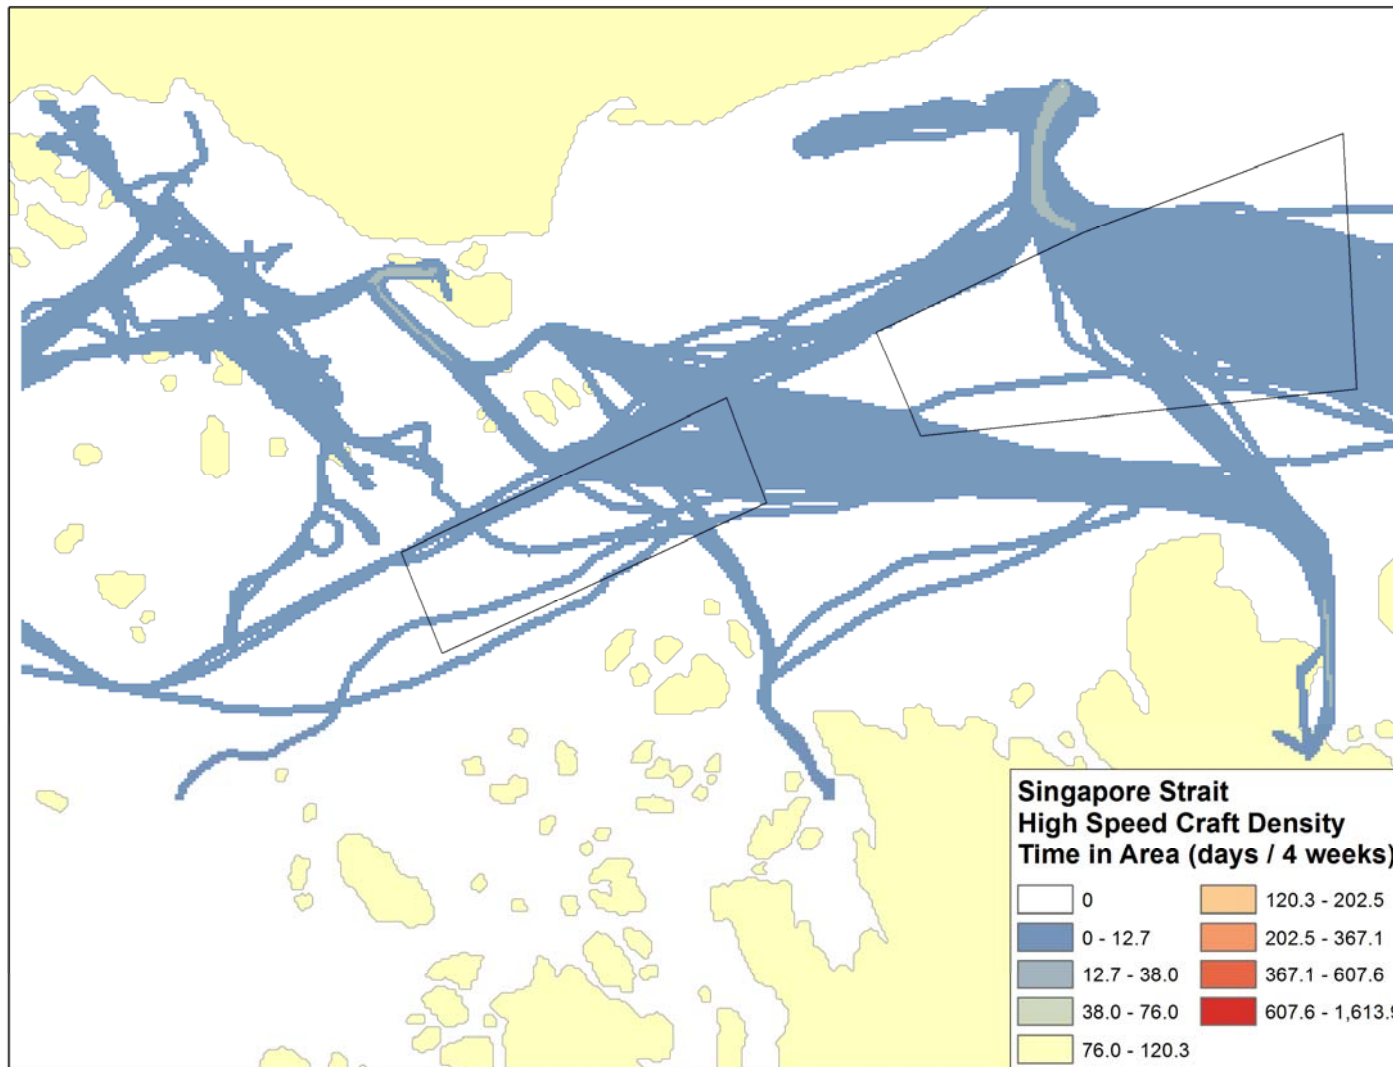 Singapore Strait
High Speed Craft Density
Time in Area (days / 4 weeks)
0
0 - 12.7
12.7 - 38.0
38.0 - 76.0
76.0 - 120.3
120.3 - 202.5
202.5 - 367.1
367.1 - 607.6
607.6 - 1,613.9